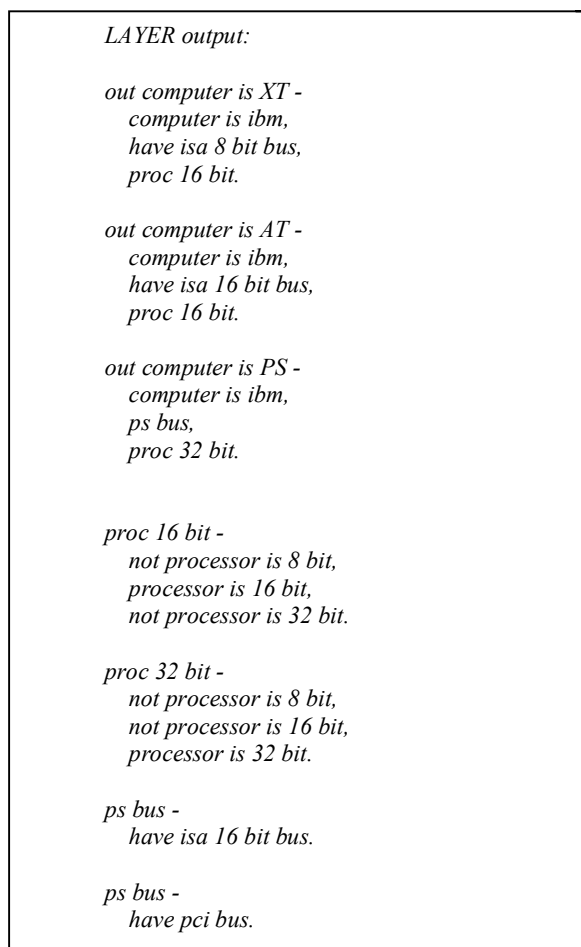 LAYER output:
out computer is XT -
computer is ibm,
have isa 8 bit bus,
proc 16 bit.
out computer is AT -
computer is ibm,
have isa 16 bit bus,
proc 16 bit.
out computer is PS -
computer is ibm,
ps bus,
proc 32 bit.
proc 16 bit -
not processor is 8 bit,
processor is 16 bit,
not processor is 32 bit.
proc 32 bit -
not processor is 8 bit,
not processor is 16 bit,
processor is 32 bit.
ps bus -
have isa 16 bit bus.
ps bus -
have pci bus.